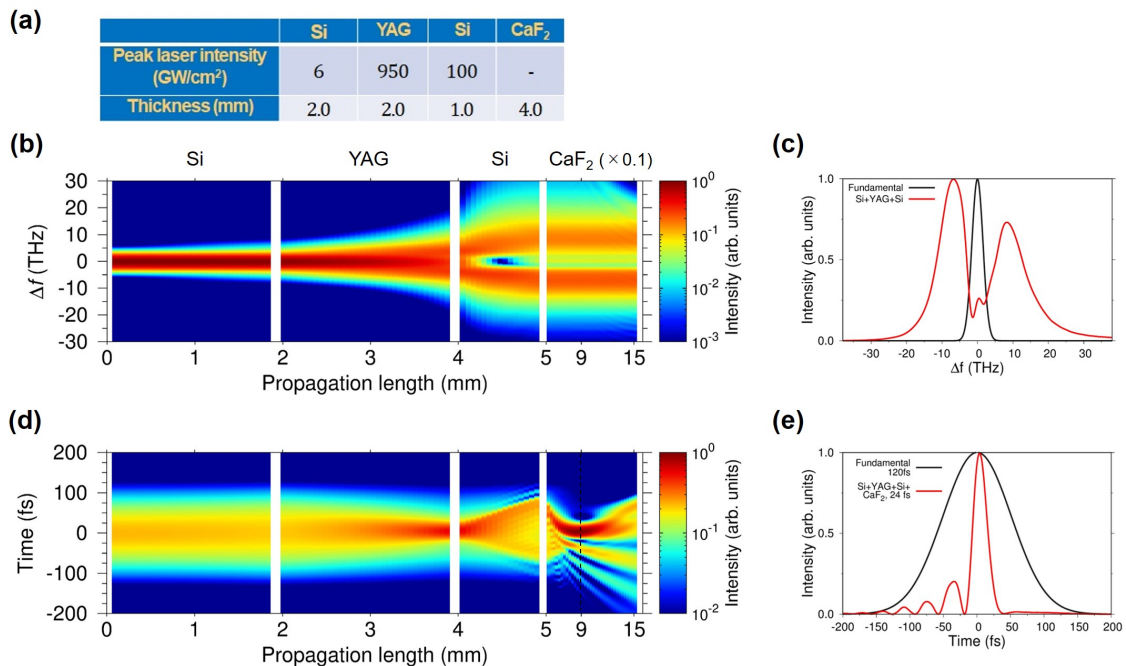 (a)
Si YAG Si CaF2
Peak laser intensity
(GW/cm2)
6 950 100 -
Thickness (mm) 2.0 2.0 1.0 4.0
(b)
Si YAG Si CaF2 (×0.1)
30
20
10
0
-10
-20
-30
Δf (THz)
0 1 2 3 4 5 9 15
Propagation length (mm)
10^0
10^-1
10^-2
10^-3
Intensity (arb. units)
(c)
Fundamental
Si+YAG+Si
1.0
0.5
0.0
Intensity (arb. units)
-30 -20 -10 0 10 20 30
Δf (THz)
(d)
200
100
0
-100
-200
Time (fs)
0 1 2 3 4 5 9 15
Propagation length (mm)
10^0
10^-1
10^-2
Intensity (arb. units)
(e)
Fundamental
120fs
Si+YAG+Si+
CaF2, 24 fs
1.0
0.5
0.0
Intensity (arb. units)
-200 -150 -100 -50 0 50 100 150 200
Time (fs)